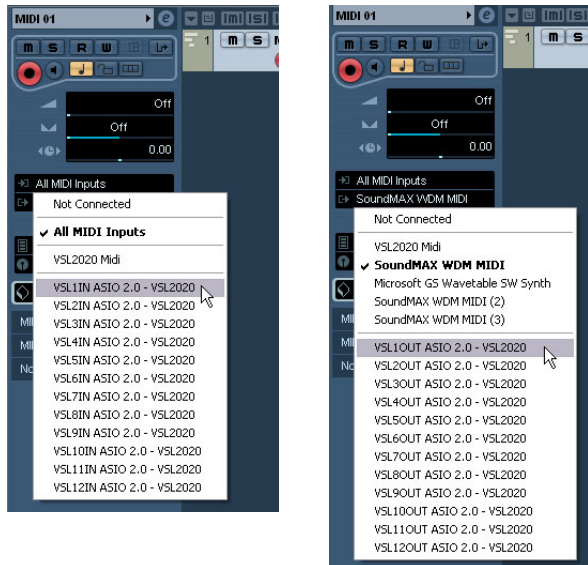 MIDI 01
e
m S R W
1 m S
Off
Off
0.00
All MIDI Inputs
Not Connected
All MIDI Inputs
VSL2020 Midi
VSL1IN ASIO 2.0 - VSL2020
VSL2IN ASIO 2.0 - VSL2020
VSL3IN ASIO 2.0 - VSL2020
VSL4IN ASIO 2.0 - VSL2020
VSL5IN ASIO 2.0 - VSL2020
VSL6IN ASIO 2.0 - VSL2020
VSL7IN ASIO 2.0 - VSL2020
VSL8IN ASIO 2.0 - VSL2020
VSL9IN ASIO 2.0 - VSL2020
VSL10IN ASIO 2.0 - VSL2020
VSL11IN ASIO 2.0 - VSL2020
VSL12IN ASIO 2.0 - VSL2020
MIDI 01
e
m S R W
1 m S
Off
Off
0.00
All MIDI Inputs
SoundMAX WDM MIDI
Not Connected
VSL2020 Midi
SoundMAX WDM MIDI
Microsoft GS Wavetable SW Synth
SoundMAX WDM MIDI (2)
SoundMAX WDM MIDI (3)
VSL1OUT ASIO 2.0 - VSL2020
VSL2OUT ASIO 2.0 - VSL2020
VSL3OUT ASIO 2.0 - VSL2020
VSL4OUT ASIO 2.0 - VSL2020
VSL5OUT ASIO 2.0 - VSL2020
VSL6OUT ASIO 2.0 - VSL2020
VSL7OUT ASIO 2.0 - VSL2020
VSL8OUT ASIO 2.0 - VSL2020
VSL9OUT ASIO 2.0 - VSL2020
VSL10OUT ASIO 2.0 - VSL2020
VSL11OUT ASIO 2.0 - VSL2020
VSL12OUT ASIO 2.0 - VSL2020